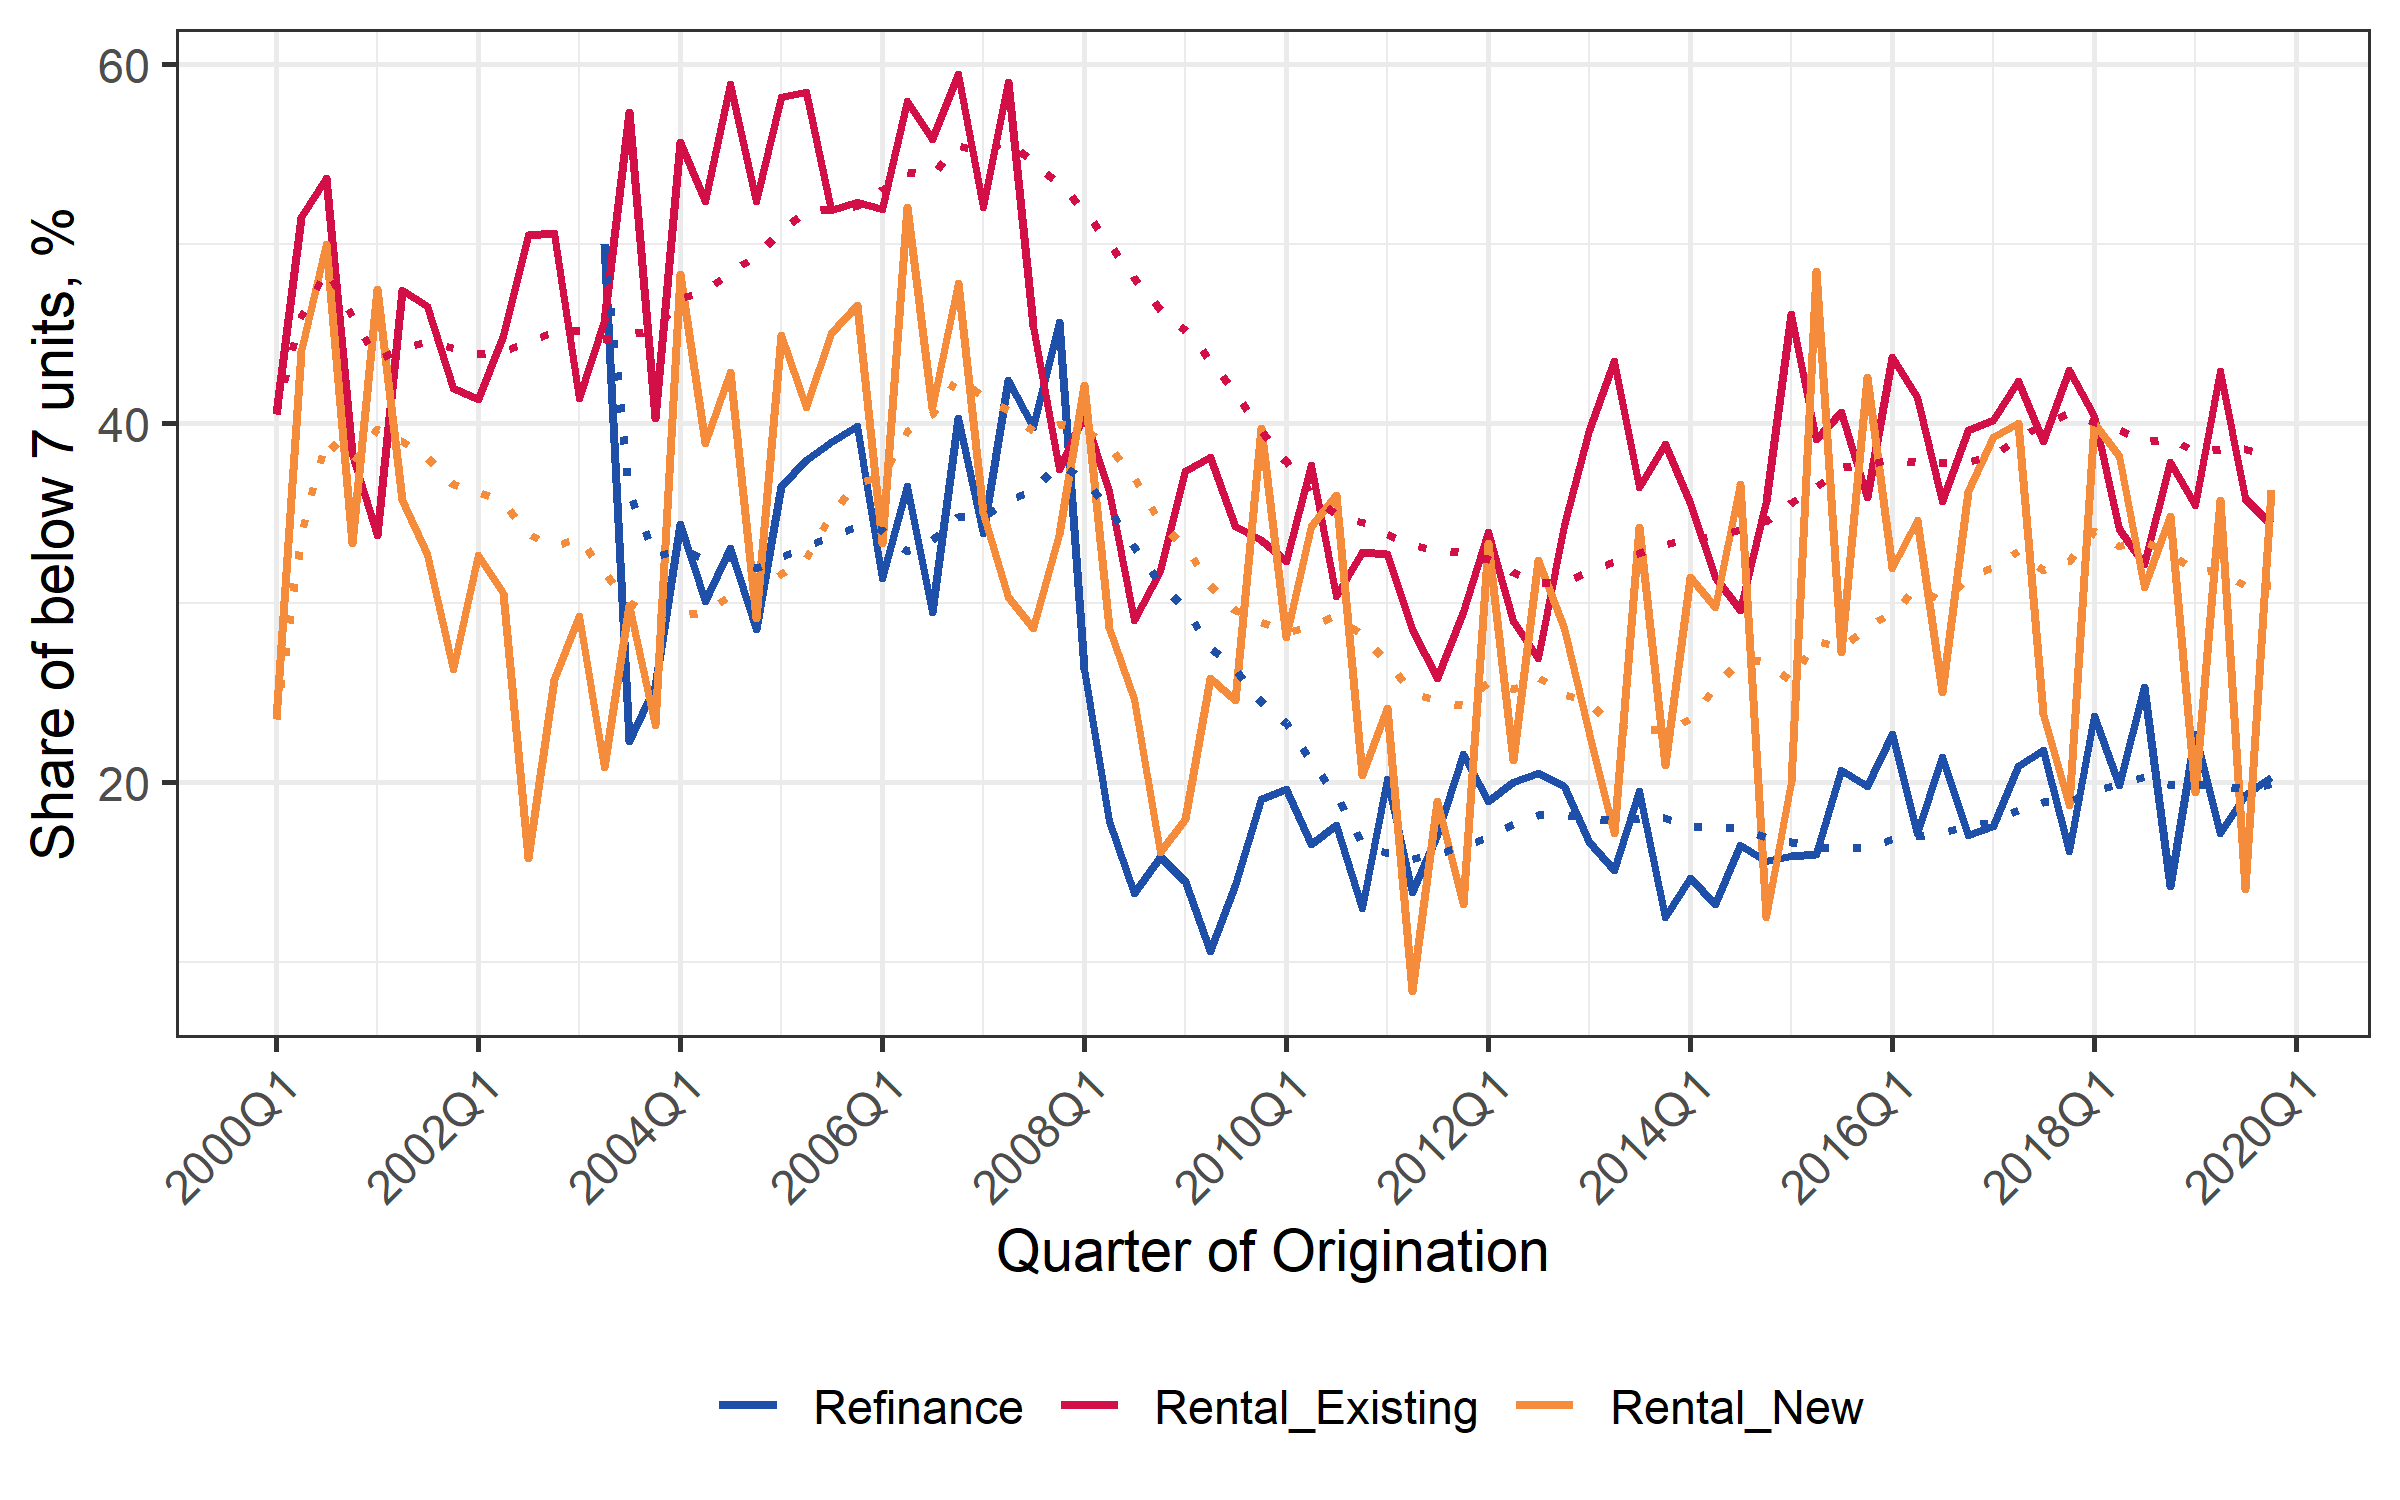 Share of below 7 units, %
60
40
20
2000Q1 2002Q1 2004Q1 2006Q1 2008Q1 2010Q1 2012Q1 2014Q1 2016Q1 2018Q1 2020Q1
Quarter of Origination
Refinance Rental_Existing Rental_New